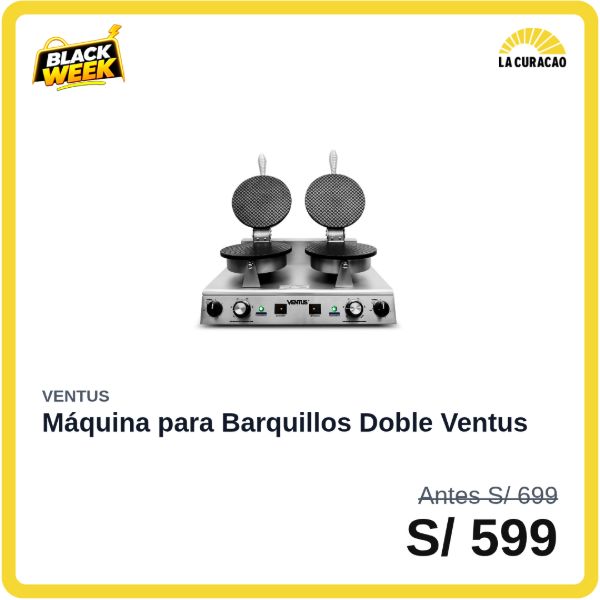 BLACK
WEEK
LA CURACAO
VENTUS
VENTUS
Máquina para Barquillos Doble Ventus
Antes S/ 699
S/ 599